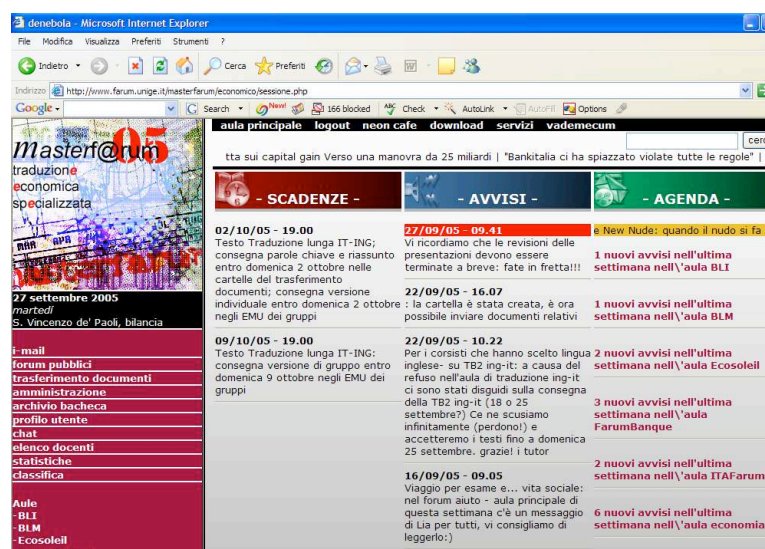 denebola - Microsoft Internet Explorer
File Modifica Visualizza Preferiti Strumenti ?
Indietro Cerca Preferiti
Indirizzo http://www.farum.unige.it/masterfarum/economico/sessione.php
Google Search New! 166 blocked Check AutoLink AutoFill Options
aula principale logout neon cafe download servizi vademecum
cerc
tta sui capital gain Verso una manovra da 25 miliardi | "Bankitalia ci ha spiazzato violate tutte le regole" |
05
masterf@rum
traduzione
economica
specializzata
MAR APR
27 settembre 2005
martedí
S. Vincenzo de' Paoli, bilancia
i-mail
forum pubblici
trasferimento documenti
amministrazione
archivio bacheca
profilo utente
chat
elenco docenti
statistiche
classifica
Aule
-BLI
-BLM
-Ecosoleil
- SCADENZE -
02/10/05 - 19.00
Testo Traduzione lunga IT-ING;
consegna parole chiave e riassunto
entro domenica 2 ottobre nelle
cartelle del trasferimento
documenti; consegna versione
individuale entro domenica 2 ottobre
negli EMU dei gruppi
09/10/05 - 19.00
Testo Traduzione lunga IT-ING:
consegna versione di gruppo entro
domenica 9 ottobre negli EMU dei
gruppi
- AVVISI -
27/09/05 - 09.41
Vi ricordiamo che le revisioni delle
presentazioni devono essere
terminate a breve: fate in fretta!!!
22/09/05 - 16.07
: la cartella è stata creata, è ora
possibile inviare documenti relativi
22/09/05 - 10.22
Per i corsisti che hanno scelto lingua
inglese- su TB2 ing-it: a causa del
refuso nell'aula di traduzione ing-it
ci sono stati disguidi sulla consegna
della TB2 ing-it (18 o 25
settembre?) Ce ne scusiamo
infinitamente (perdono!) e
accetteremo i testi fino a domenica
25 settembre. grazie! i tutor
16/09/05 - 09.05
Viaggio per esame e... vita sociale:
nel forum aiuto - aula principale di
questa settimana c'è un messaggio
di Lia per tutti, vi consigliamo di
leggerlo:)
- AGENDA -
e New Nude: quando il nudo si fa
1 nuovi avvisi nell'ultima
settimana nell\'aula BLI
1 nuovi avvisi nell'ultima
settimana nell\'aula BLM
2 nuovi avvisi nell'ultima
settimana nell\'aula Ecosoleil
3 nuovi avvisi nell'ultima
settimana nell\'aula
FarumBanque
2 nuovi avvisi nell'ultima
settimana nell\'aula ITAFarum
6 nuovi avvisi nell'ultima
settimana nell\'aula economia